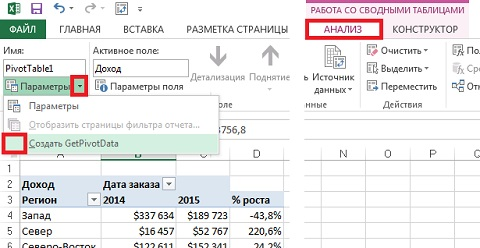 РАБОТА СО СВОДНЫМИ ТАБЛИЦАМИ
ФАЙЛ ГЛАВНАЯ ВСТАВКА РАЗМЕТКА СТРАНИЦЫ АНАЛИЗ КОНСТРУКТОР
Имя: Активное поле:
PivotTable1 Доход
Параметры Параметры поля Детализация Поднятие
Источник данных
Очистить
Выделить
Переместить
Действия
Параметры
Отобразить страницы фильтра отчета...
Создать GetPivotData
3756,8
A B C D N O P Q R
1
2 Доход Дата заказа
3 Регион 2014 2015 % роста
4 Запад $337 634 $189 723 -43,8%
5 Север $16 457 $52 767 220,6%
6 Северо-Восток $122 611 $152 341 24,2%